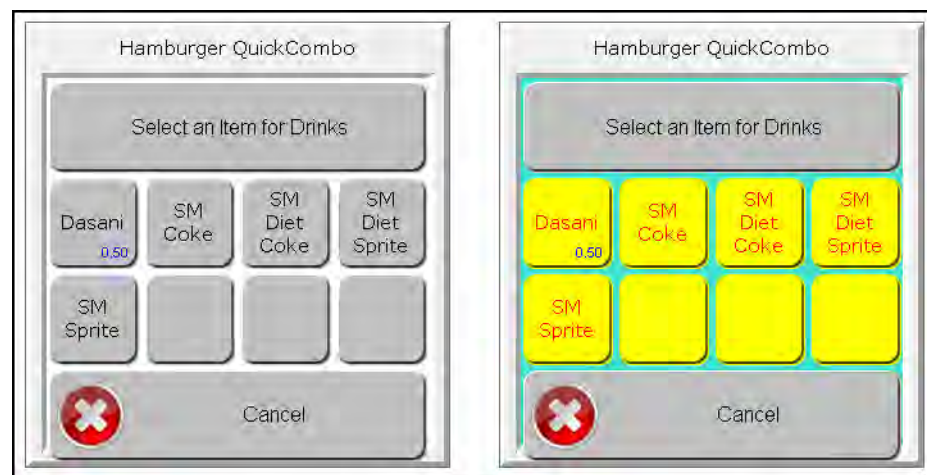 Hamburger QuickCombo
Select an Item for Drinks
Dasani
0.50
SM
Coke
SM
Diet
Coke
SM
Diet
Sprite
SM
Sprite
Cancel
Hamburger QuickCombo
Select an Item for Drinks
Dasani
0.50
SM
Coke
SM
Diet
Coke
SM
Diet
Sprite
SM
Sprite
Cancel